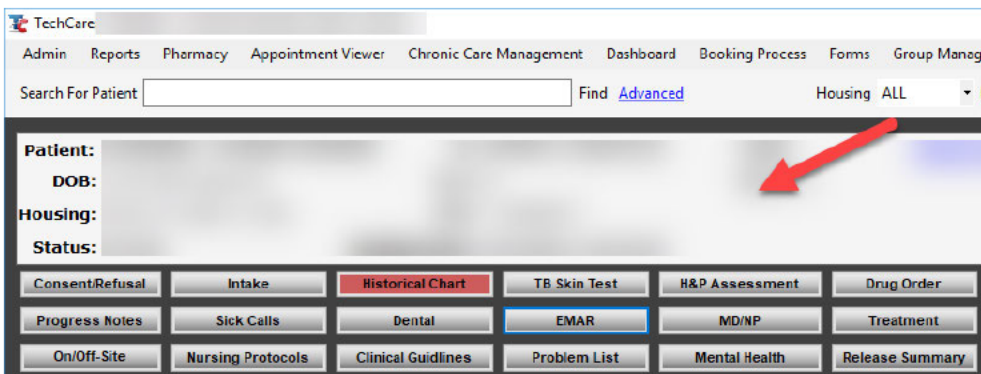 TechCare
Admin Reports Pharmacy Appointment Viewer Chronic Care Management Dashboard Booking Process Forms Group Manag
Search For Patient Find Advanced Housing ALL
Patient:
DOB:
Housing:
Status:
Consent/Refusal Intake Historical Chart TB Skin Test H&P Assessment Drug Order
Progress Notes Sick Calls Dental EMAR MD/NP Treatment
On/Off-Site Nursing Protocols Clinical Guidlines Problem List Mental Health Release Summary